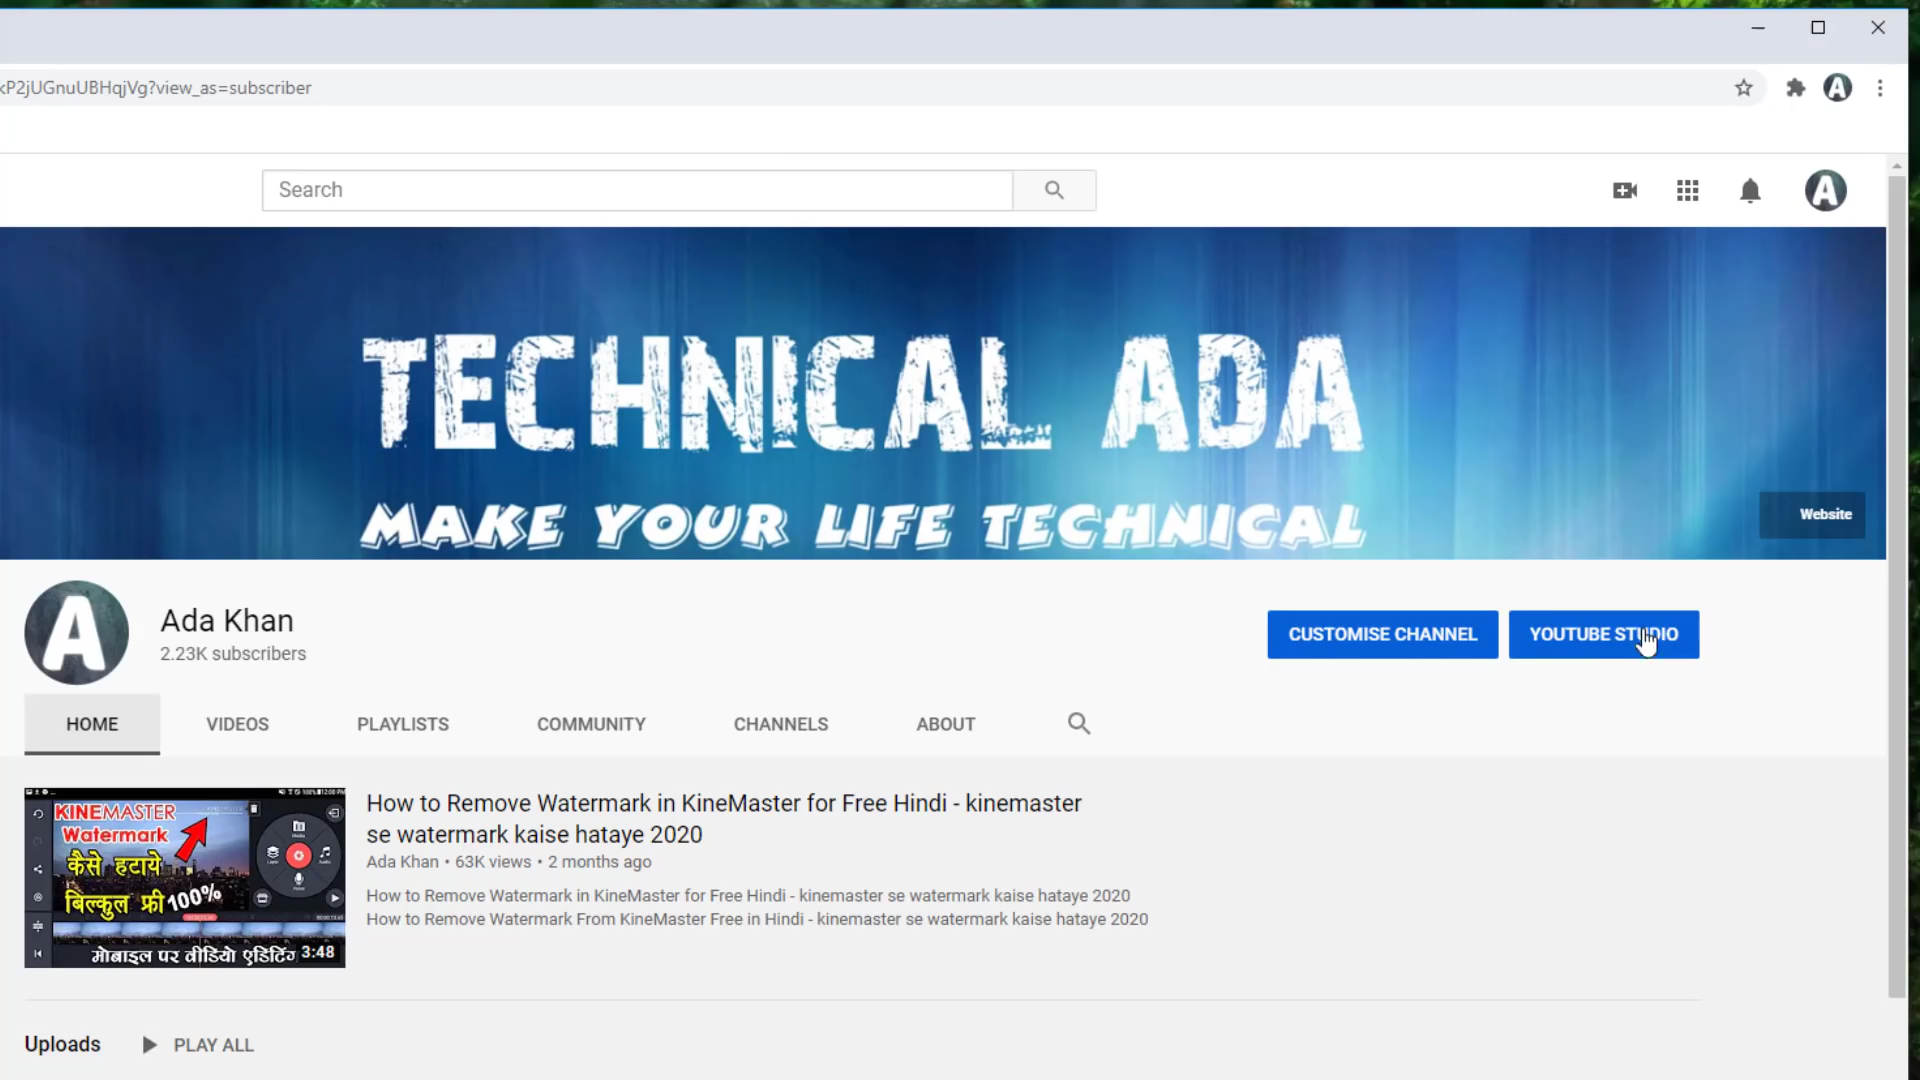 kP2jUGnuUBHqjVg?view_as=subscriber
A
Search
A
TECHNICAL ADA
MAKE YOUR LIFE TECHNICAL
Website
A
Ada Khan
2.23K subscribers
CUSTOMISE CHANNEL
YOUTUBE STUDIO
HOME
VIDEOS
PLAYLISTS
COMMUNITY
CHANNELS
ABOUT
KINEMASTER
Watermark
कैसे हटाये
बिल्कुल फ्री 100%
मोबाइल पर वीडियो एडिटिंग
3:48
How to Remove Watermark in KineMaster for Free Hindi - kinemaster
se watermark kaise hataye 2020
Ada Khan • 63K views • 2 months ago
How to Remove Watermark in KineMaster for Free Hindi - kinemaster se watermark kaise hataye 2020
How to Remove Watermark From KineMaster Free in Hindi - kinemaster se watermark kaise hataye 2020
Uploads
PLAY ALL